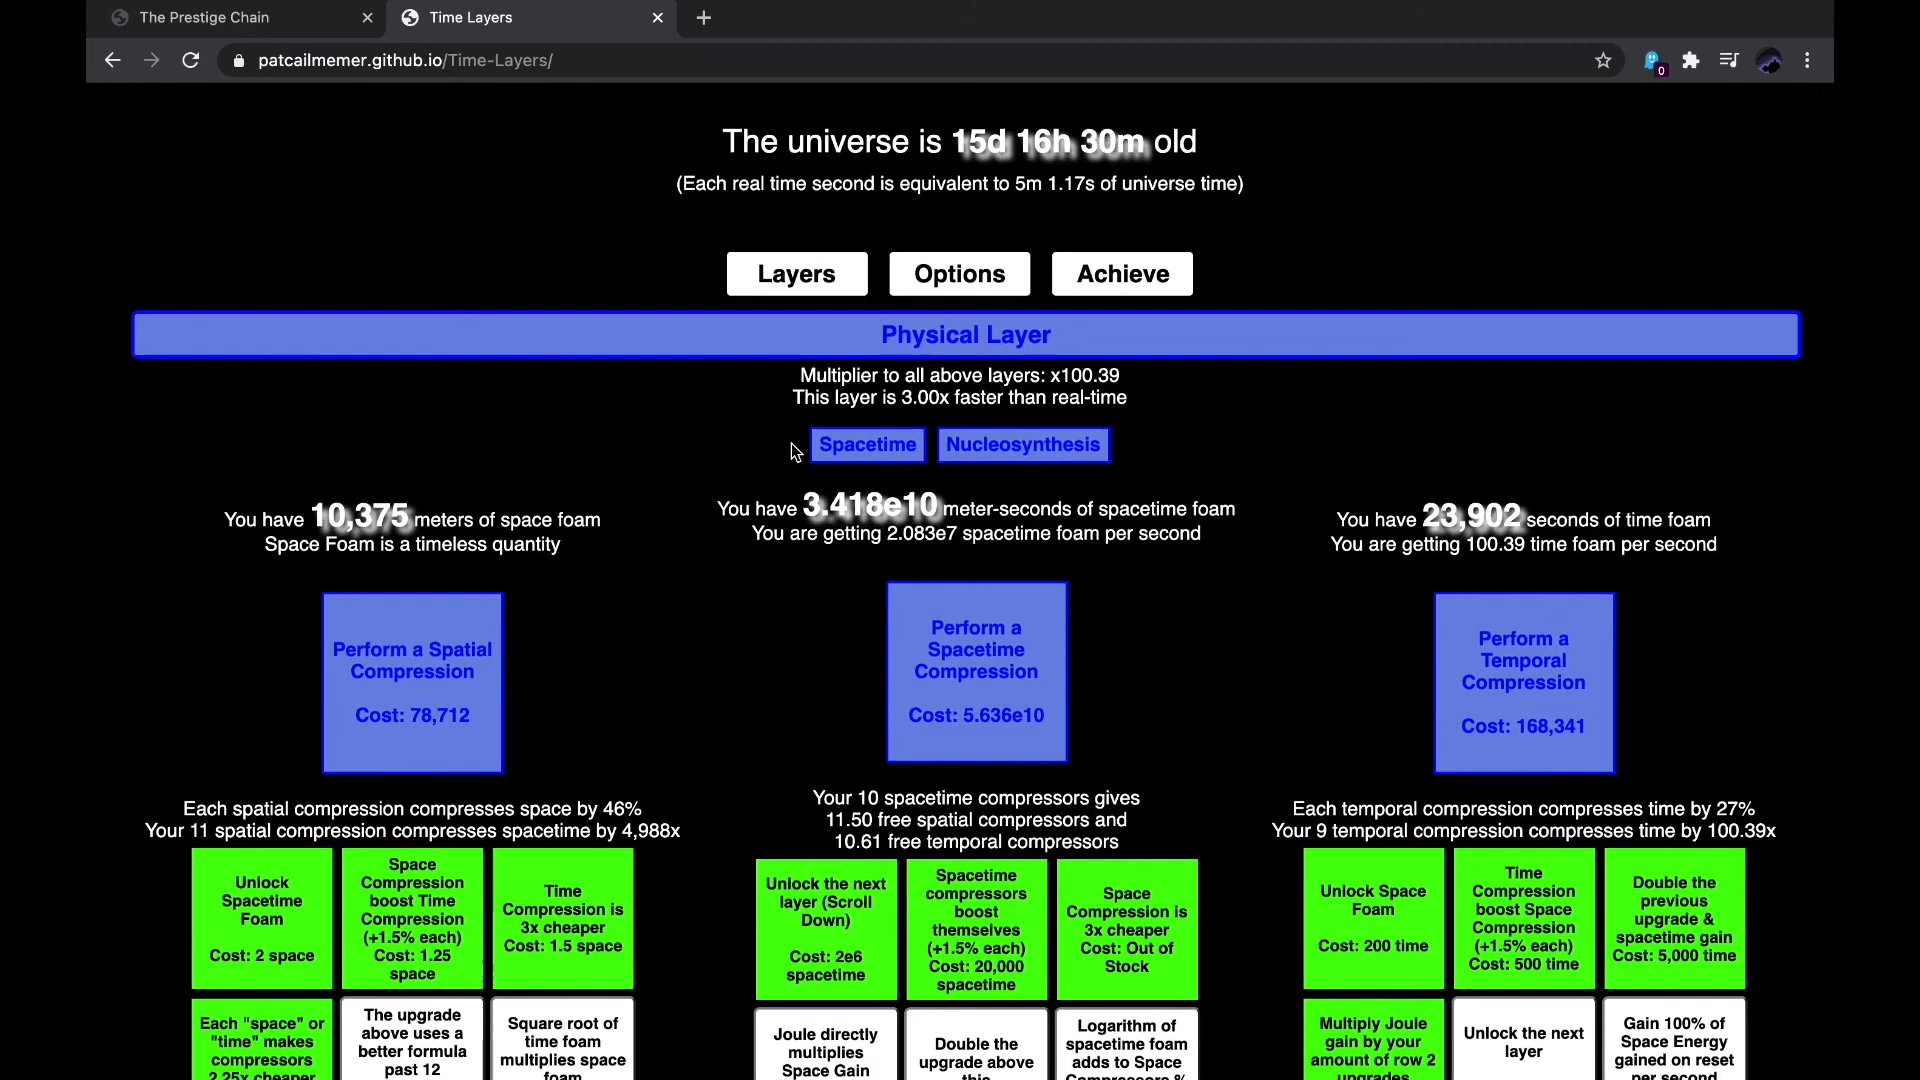 The Prestige Chain
Time Layers
patcailmemer.github.io/Time-Layers/
0
The universe is 15d 16h 30m old
(Each real time second is equivalent to 5m 1.17s of universe time)
Layers
Options
Achieve
Physical Layer
Multiplier to all above layers: x100.39
This layer is 3.00x faster than real-time
Spacetime
Nucleosynthesis
You have 10,375 meters of space foam
Space Foam is a timeless quantity
Perform a Spatial
Compression
Cost: 78,712
Each spatial compression compresses space by 46%
Your 11 spatial compression compresses spacetime by 4,988x
Unlock
Spacetime
Foam
Cost: 2 space
Space
Compression
boost Time
Compression
(+1.5% each)
Cost: 1.25
space
Time
Compression is
3x cheaper
Cost: 1.5 space
Each "space" or
"time" makes
compressors
2.25x cheaper
The upgrade
above uses a
better formula
past 12
Square root of
time foam
multiplies space
foam
You have 3.418e10 meter-seconds of spacetime foam
You are getting 2.083e7 spacetime foam per second
Perform a
Spacetime
Compression
Cost: 5.636e10
Your 10 spacetime compressors gives
11.50 free spatial compressors and
10.61 free temporal compressors
Unlock the next
layer (Scroll
Down)
Cost: 2e6
spacetime
Spacetime
compressors
boost
themselves
(+1.5% each)
Cost: 20,000
spacetime
Space
Compression is
3x cheaper
Cost: Out of
Stock
Joule directly
multiplies
Space Gain
Double the
upgrade above
this
Logarithm of
spacetime foam
adds to Space
Compressors %
You have 23,902 seconds of time foam
You are getting 100.39 time foam per second
Perform a
Temporal
Compression
Cost: 168,341
Each temporal compression compresses time by 27%
Your 9 temporal compression compresses time by 100.39x
Unlock Space
Foam
Cost: 200 time
Time
Compression
boost Space
Compression
(+1.5% each)
Cost: 500 time
Double the
previous
upgrade &
spacetime gain
Cost: 5,000 time
Multiply Joule
gain by your
amount of row 2
upgrades
Unlock the next
layer
Gain 100% of
Space Energy
gained on reset
per second